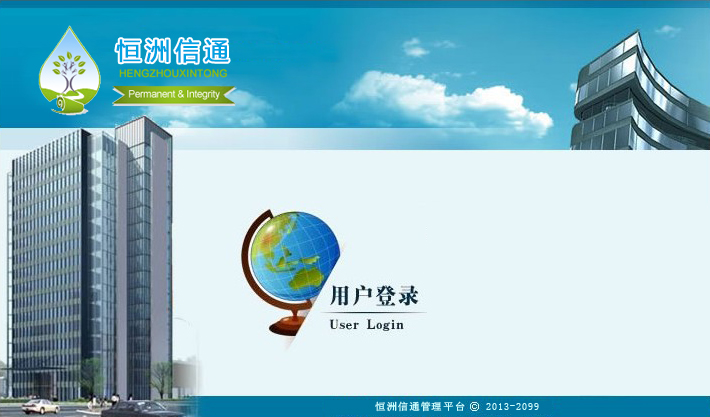 恒洲信通
HENGZHOUXINTONG
Permanent & Integrity
用户登录
User Login
恒洲信通管理平台 © 2013-2099